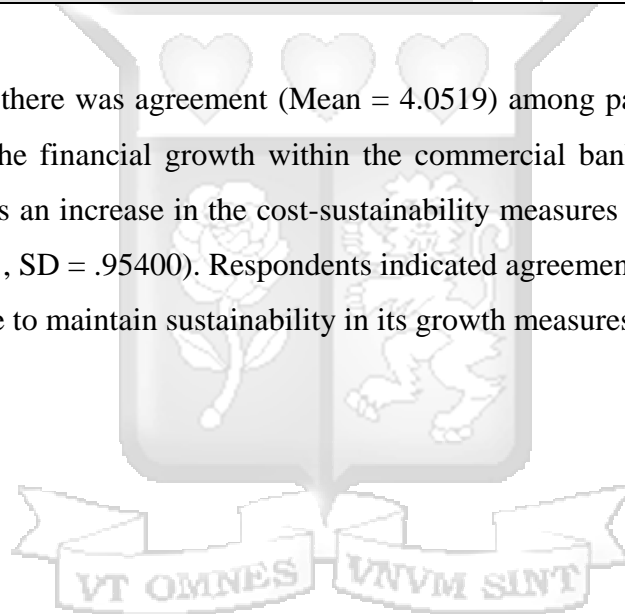 there was agreement (Mean = 4.0519) among pa
he financial growth within the commercial bank
s an increase in the cost-sustainability measures
, SD = .95400). Respondents indicated agreemen
e to maintain sustainability in its growth measures
VT OMNES VNVM SINT